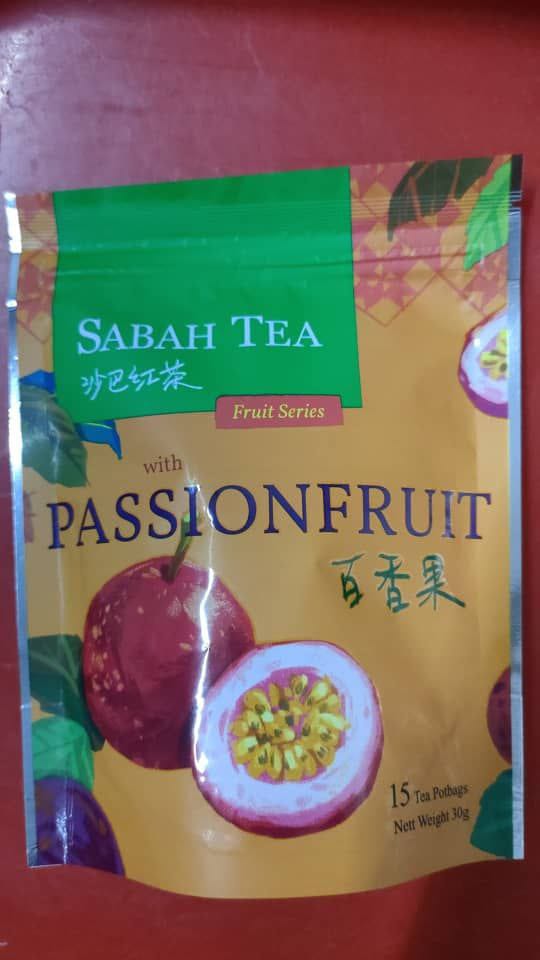 SABAH TEA
沙巴红茶
Fruit Series
with
PASSIONFRUIT
百香果
15 Tea Potbags
Nett Weight 30g